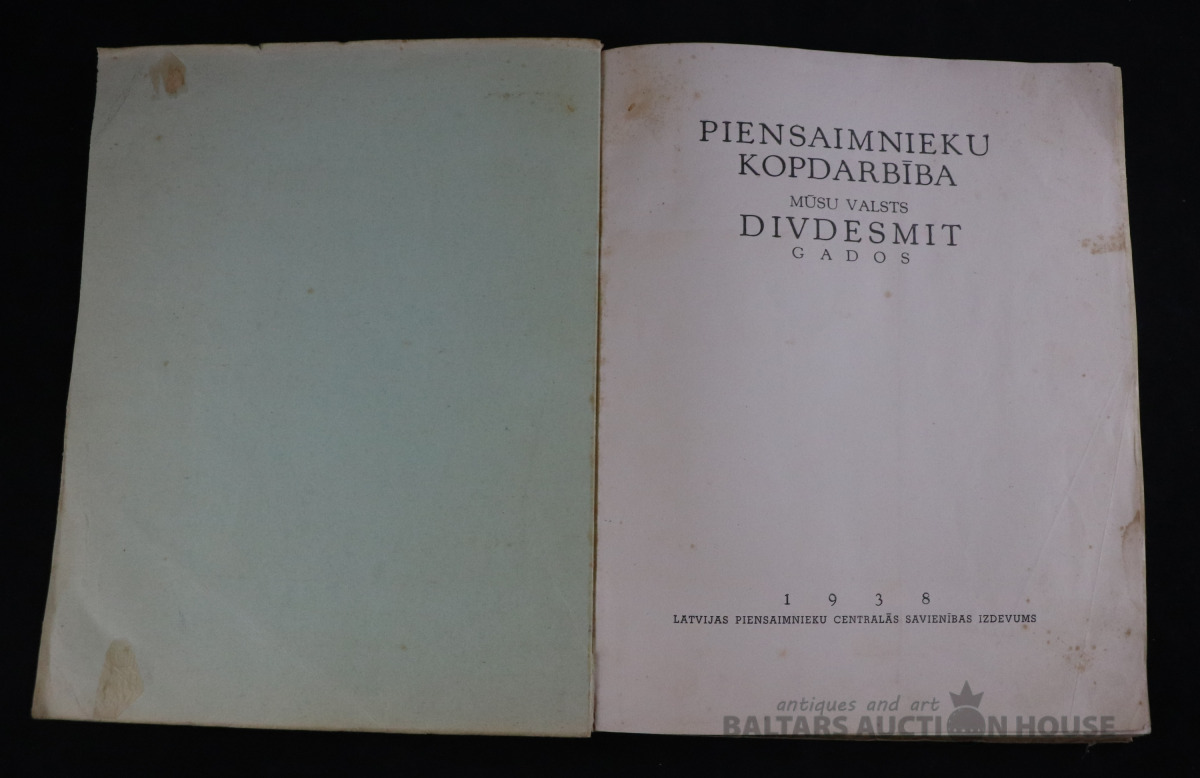 PIENSAIMNIEKU
KOPDARBĪBA
MŪSU VALSTS
DIVDESMIT
GADOS
1938
LATVIJAS PIENSAIMNIEKU CENTRALĀS SAVIENĪBAS IZDEVUMS
antiques and art
BALTARS AUCTION HOUSE